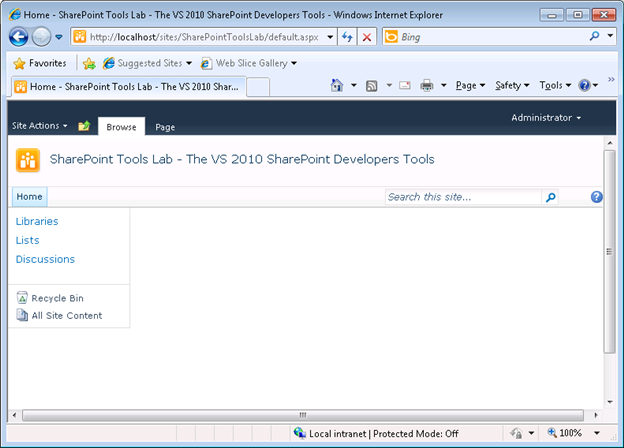 Home - SharePoint Tools Lab - The VS 2010 SharePoint Developers Tools - Windows Internet Explorer
http://localhost/sites/SharePointToolsLab/default.aspx
Bing
Favorites Suggested Sites Web Slice Gallery
Home - SharePoint Tools Lab - The VS 2010 Shar...
Page Safety Tools
Site Actions Browse Page Administrator
SharePoint Tools Lab - The VS 2010 SharePoint Developers Tools
Home Search this site...
Libraries
Lists
Discussions
Recycle Bin
All Site Content
Local intranet | Protected Mode: Off 100%